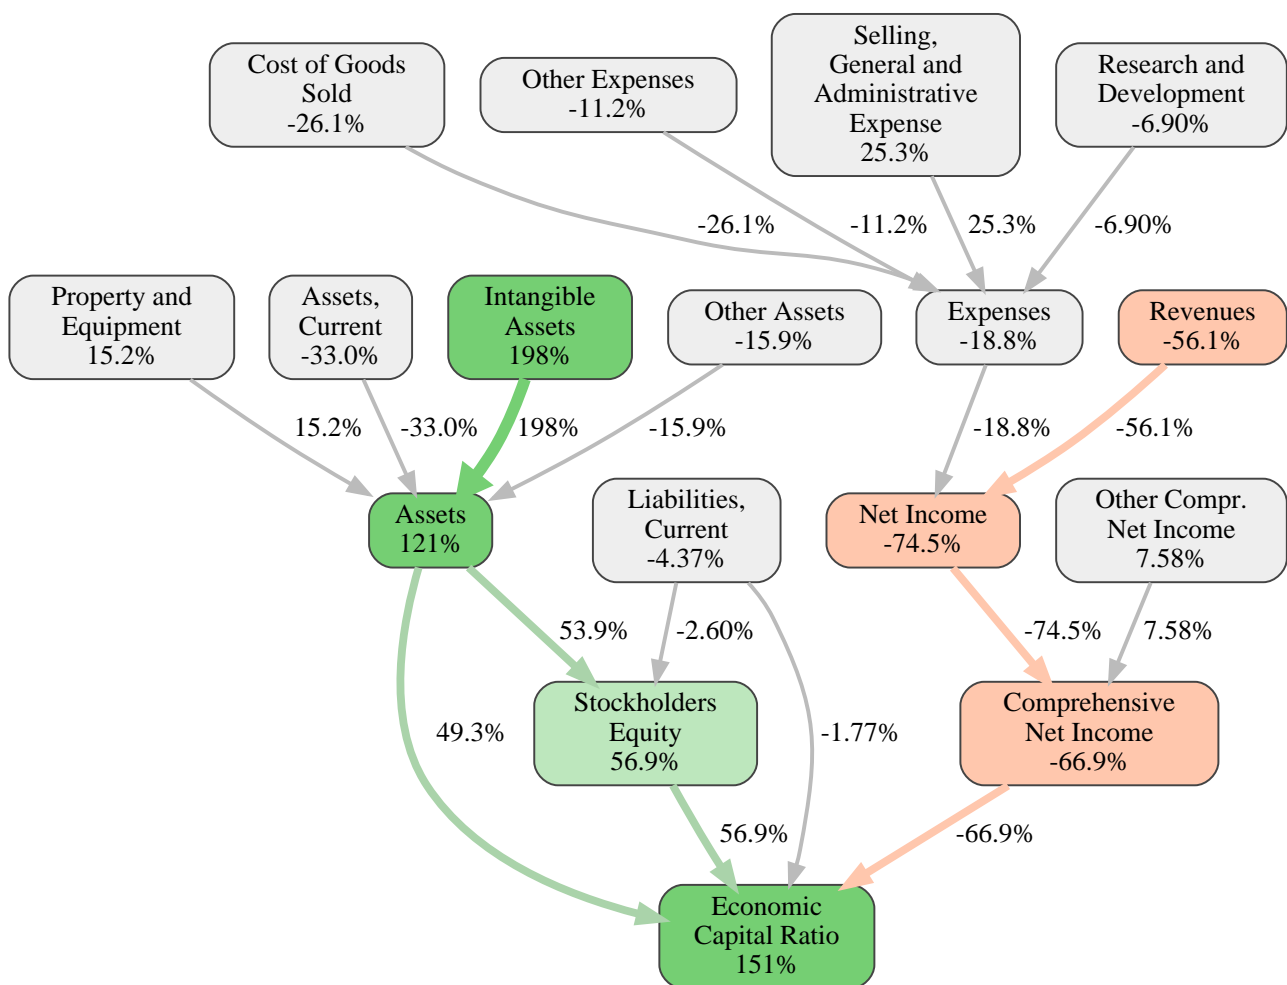 Cost of Goods
Sold
-26.1%
Other Expenses
-11.2%
Selling,
General and
Administrative
Expense
25.3%
Research and
Development
-6.90%
-26.1%
-11.2%
25.3%
-6.90%
Property and
Equipment
15.2%
Assets,
Current
-33.0%
Intangible
Assets
198%
Other Assets
-15.9%
Expenses
-18.8%
Revenues
-56.1%
15.2%
-33.0%
198%
-15.9%
-18.8%
-56.1%
Assets
121%
Liabilities,
Current
-4.37%
Net Income
-74.5%
Other Compr.
Net Income
7.58%
53.9%
-2.60%
-74.5%
7.58%
49.3%
Stockholders
Equity
56.9%
-1.77%
Comprehensive
Net Income
-66.9%
56.9%
-66.9%
Economic
Capital Ratio
151%